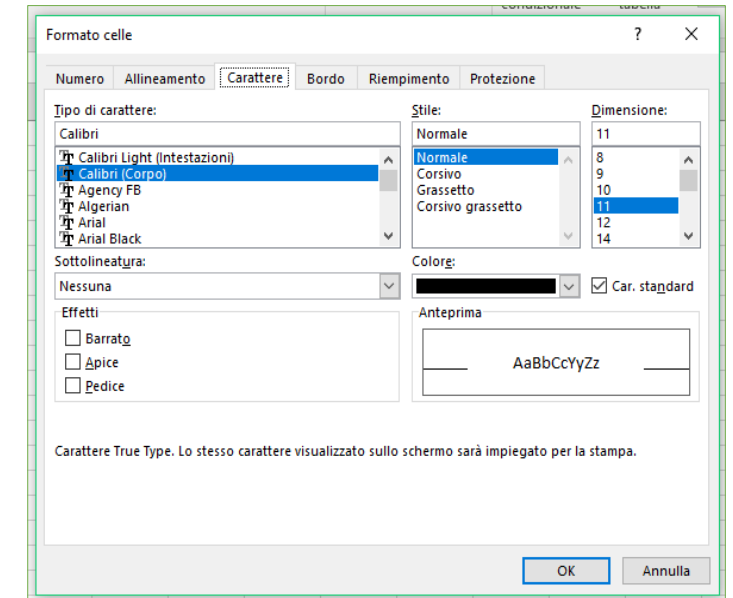 condizionale tabella
Formato celle ? X
Numero Allineamento Carattere Bordo Riempimento Protezione
Tipo di carattere: Stile: Dimensione:
Calibri Normale 11
Calibri Light (Intestazioni) Normale 8
Calibri (Corpo) Corsivo 9
Agency FB Grassetto 10
Algerian Corsivo grassetto 11
Arial 12
Arial Black 14
Sottolineatura: Colore:
Nessuna Car. standard
Effetti Anteprima
Barrato
Apice AaBbCcYyZz
Pedice
Carattere True Type. Lo stesso carattere visualizzato sullo schermo sarà impiegato per la stampa.
OK Annulla